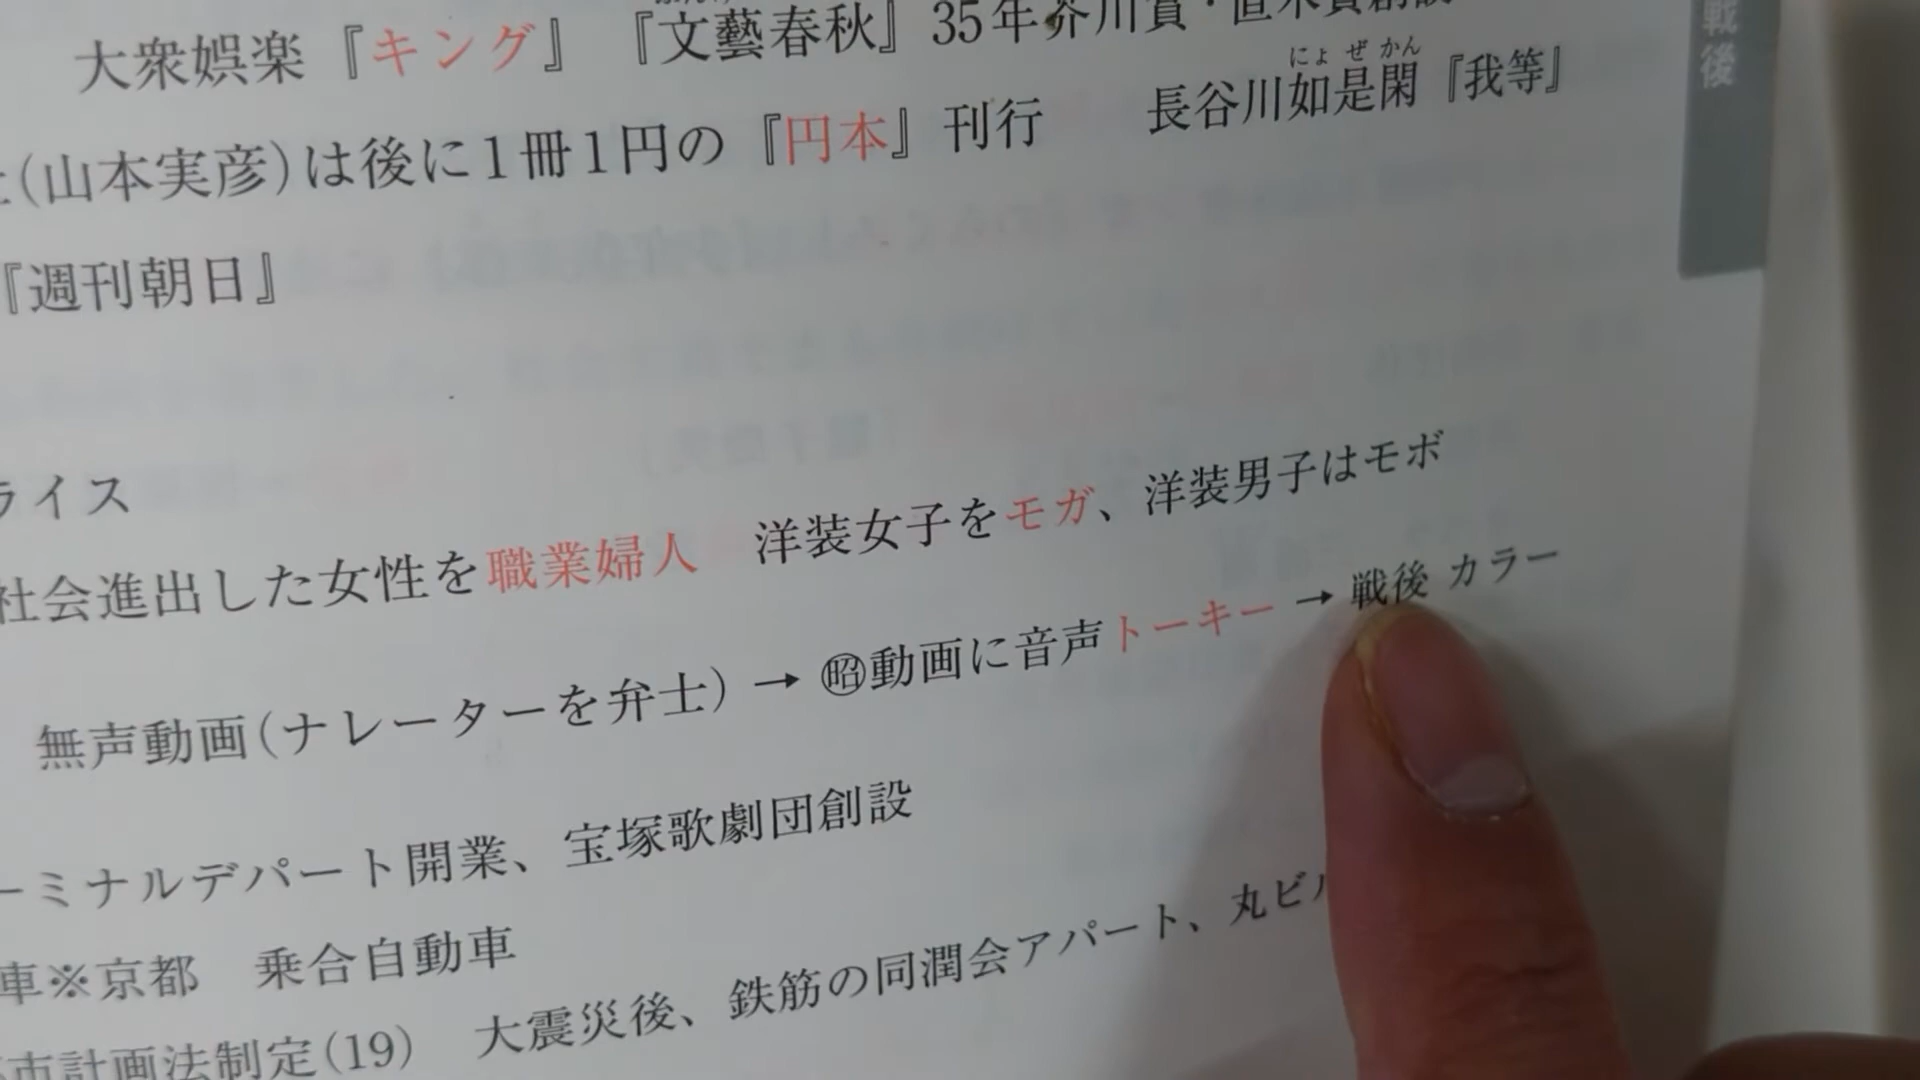 大衆娯楽『キング』『文藝春秋』35年芥川賞・直木賞創設
(山本実彦)は後に1冊1円の『円本』刊行　長谷川如是閑『我等』
にょ ぜ かん
『週刊朝日』
ライス
社会進出した女性を職業婦人　洋装女子をモガ、洋装男子はモボ
無声動画(ナレーターを弁士) → ㊼動画に音声トーキー → 戦後 カラー
ーミナルデパート開業、宝塚歌劇団創設
車※京都　乗合自動車
市計画法制定(19)　大震災後、鉄筋の同潤会アパート、丸ビル
戦後